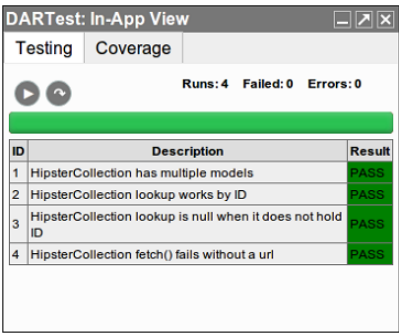 DARTest: In-App View
Testing Coverage
Runs: 4 Failed: 0 Errors: 0
ID Description Result
1 HipsterCollection has multiple models PASS
2 HipsterCollection lookup works by ID PASS
3 HipsterCollection lookup is null when it does not hold
ID PASS
4 HipsterCollection fetch() fails without a url PASS